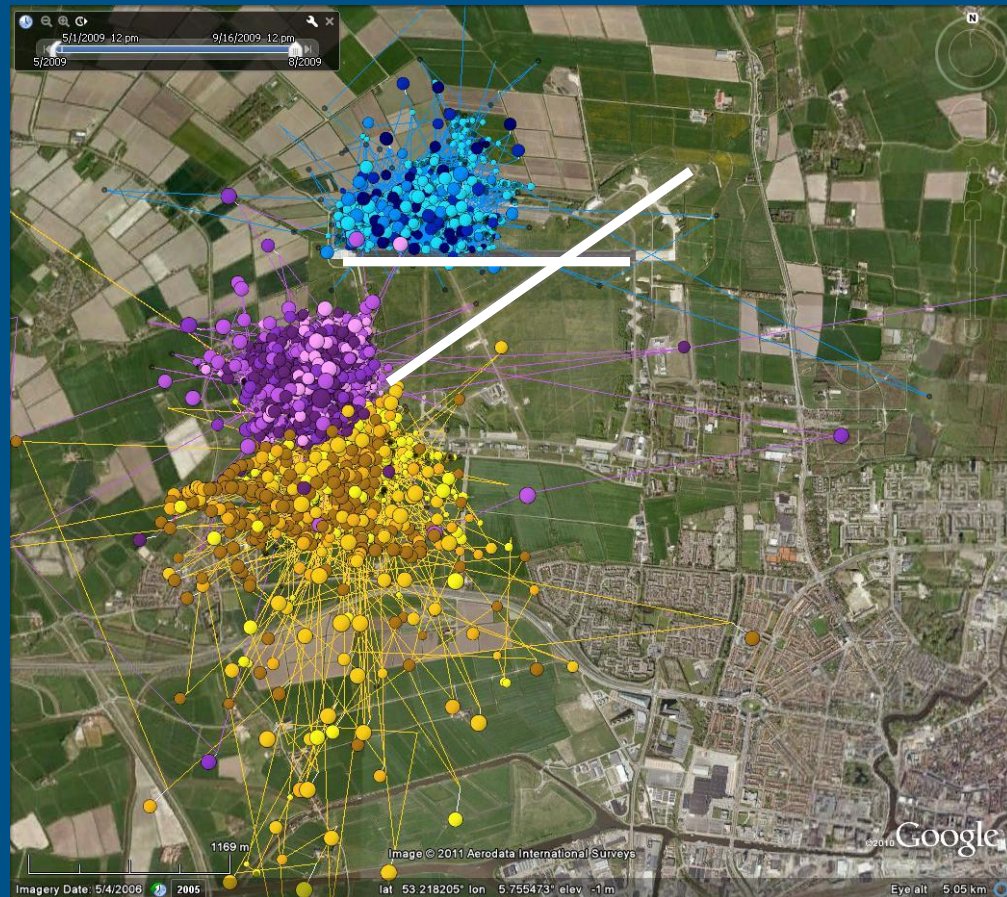 N
5/1/2009 12 pm
9/16/2009 12 pm
5/2009
8/2009
1169 m
Image © 2011 Aerodata International Surveys
©2010 Google
Imagery Date: 5/4/2006
2005
lat 53.218205° lon 5.755473° elev -1 m
Eye alt 5.05 km